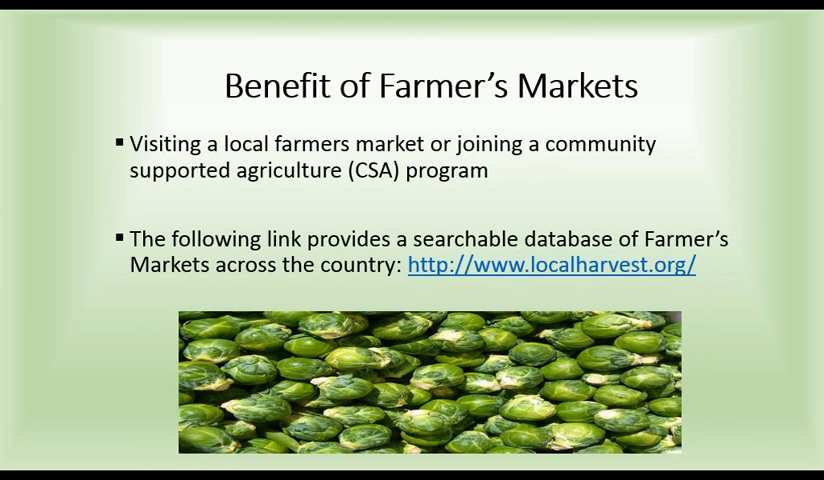 Benefit of Farmer’s Markets
▪ Visiting a local farmers market or joining a community
supported agriculture (CSA) program
▪ The following link provides a searchable database of Farmer’s
Markets across the country: http://www.localharvest.org/